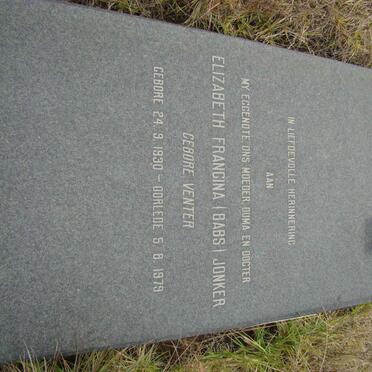 IN LIEFDEVOLLE HERINNERING
AAN
MY EGGENOTE, ONS MOEDER, OUMA EN DOGTER
ELIZABETH FRANCINA (BABS) JONKER
GEBORE VENTER
GEBORE 24. 9. 1930 – OORLEDE 5. 8. 1979